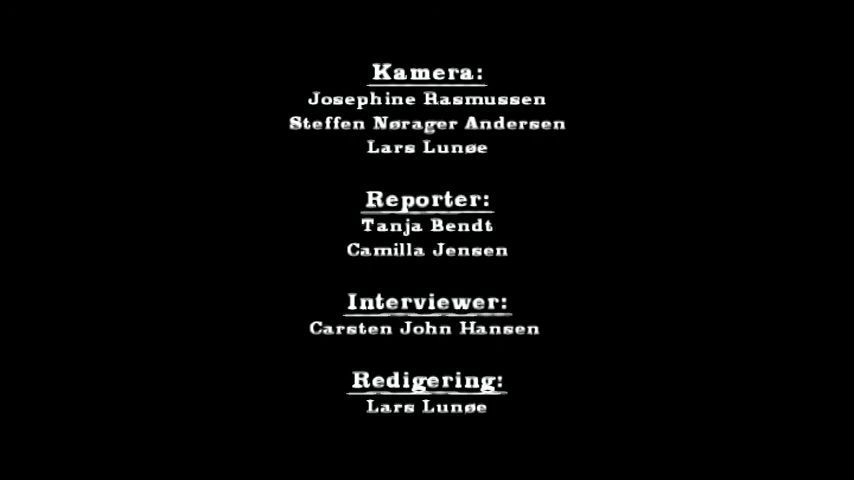 Kamera:
Josephine Rasmussen
Steffen Nørager Andersen
Lars Lunøe
Reporter:
Tanja Bendt
Camilla Jensen
Interviewer:
Carsten John Hansen
Redigering:
Lars Lunøe